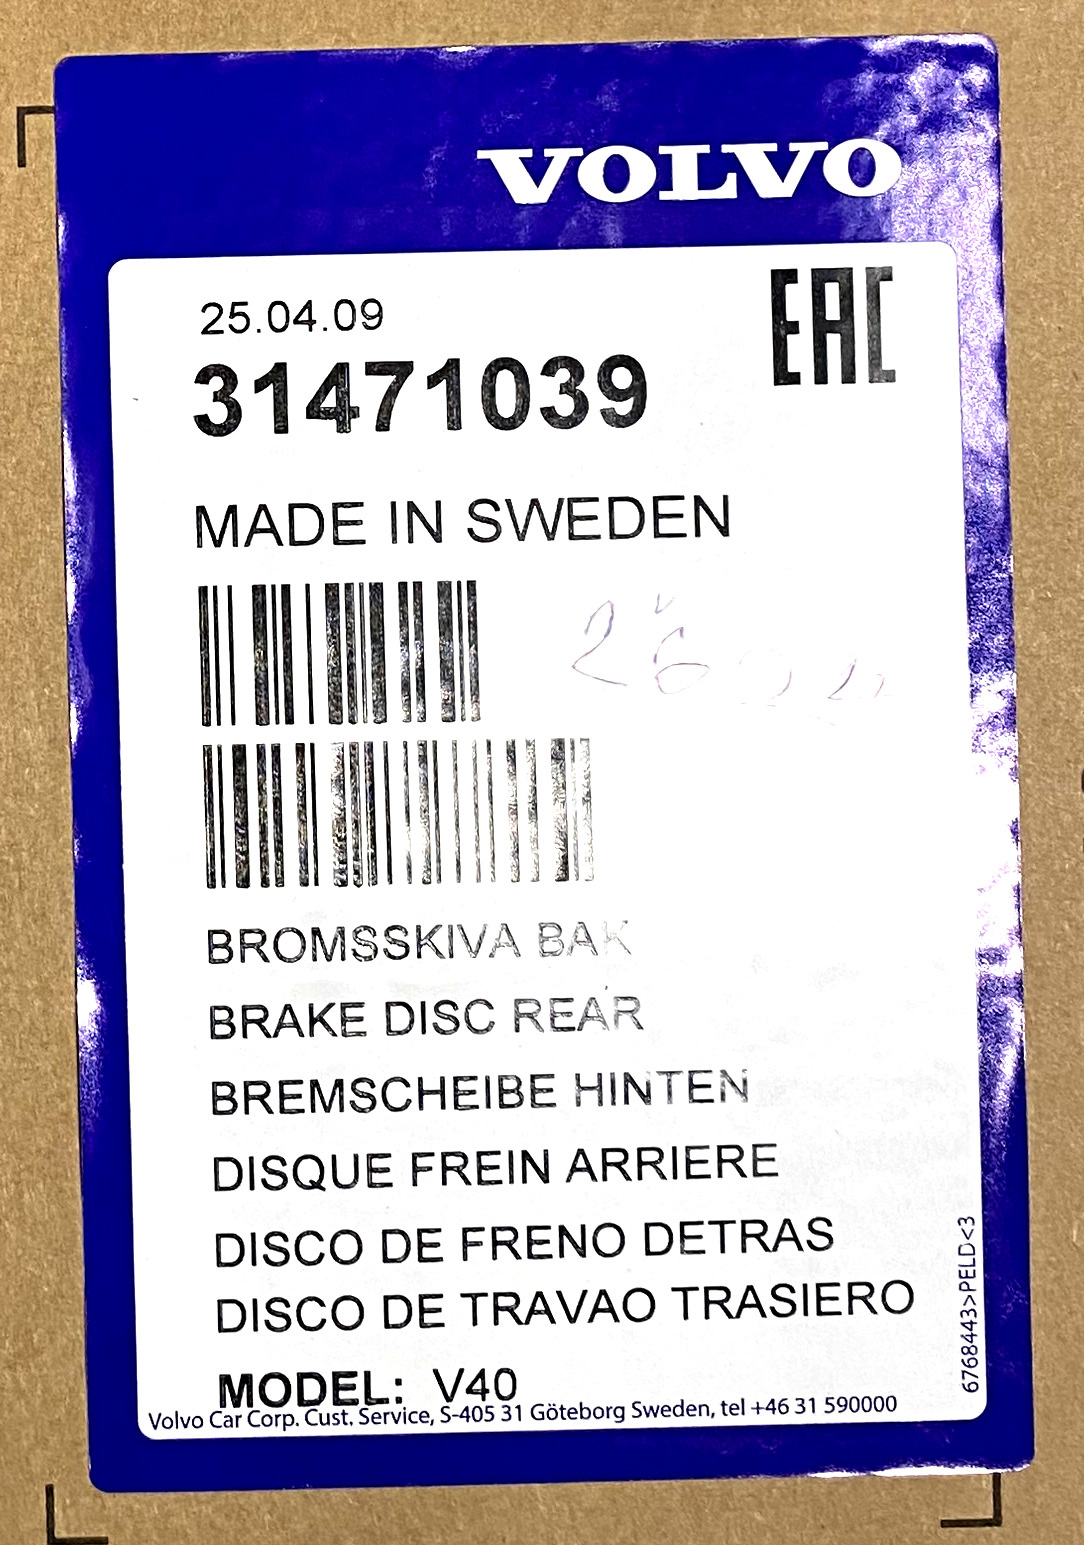 VOLVO
25.04.09
EAC
31471039
MADE IN SWEDEN
BROMSSKIVA BAK
BRAKE DISC REAR
BREMSCHEIBE HINTEN
DISQUE FREIN ARRIERE
DISCO DE FRENO DETRAS
DISCO DE TRAVAO TRASIERO
MODEL: V40
Volvo Car Corp. Cust. Service, S-405 31 Göteborg Sweden, tel +46 31 590000
6768443>PELD<3